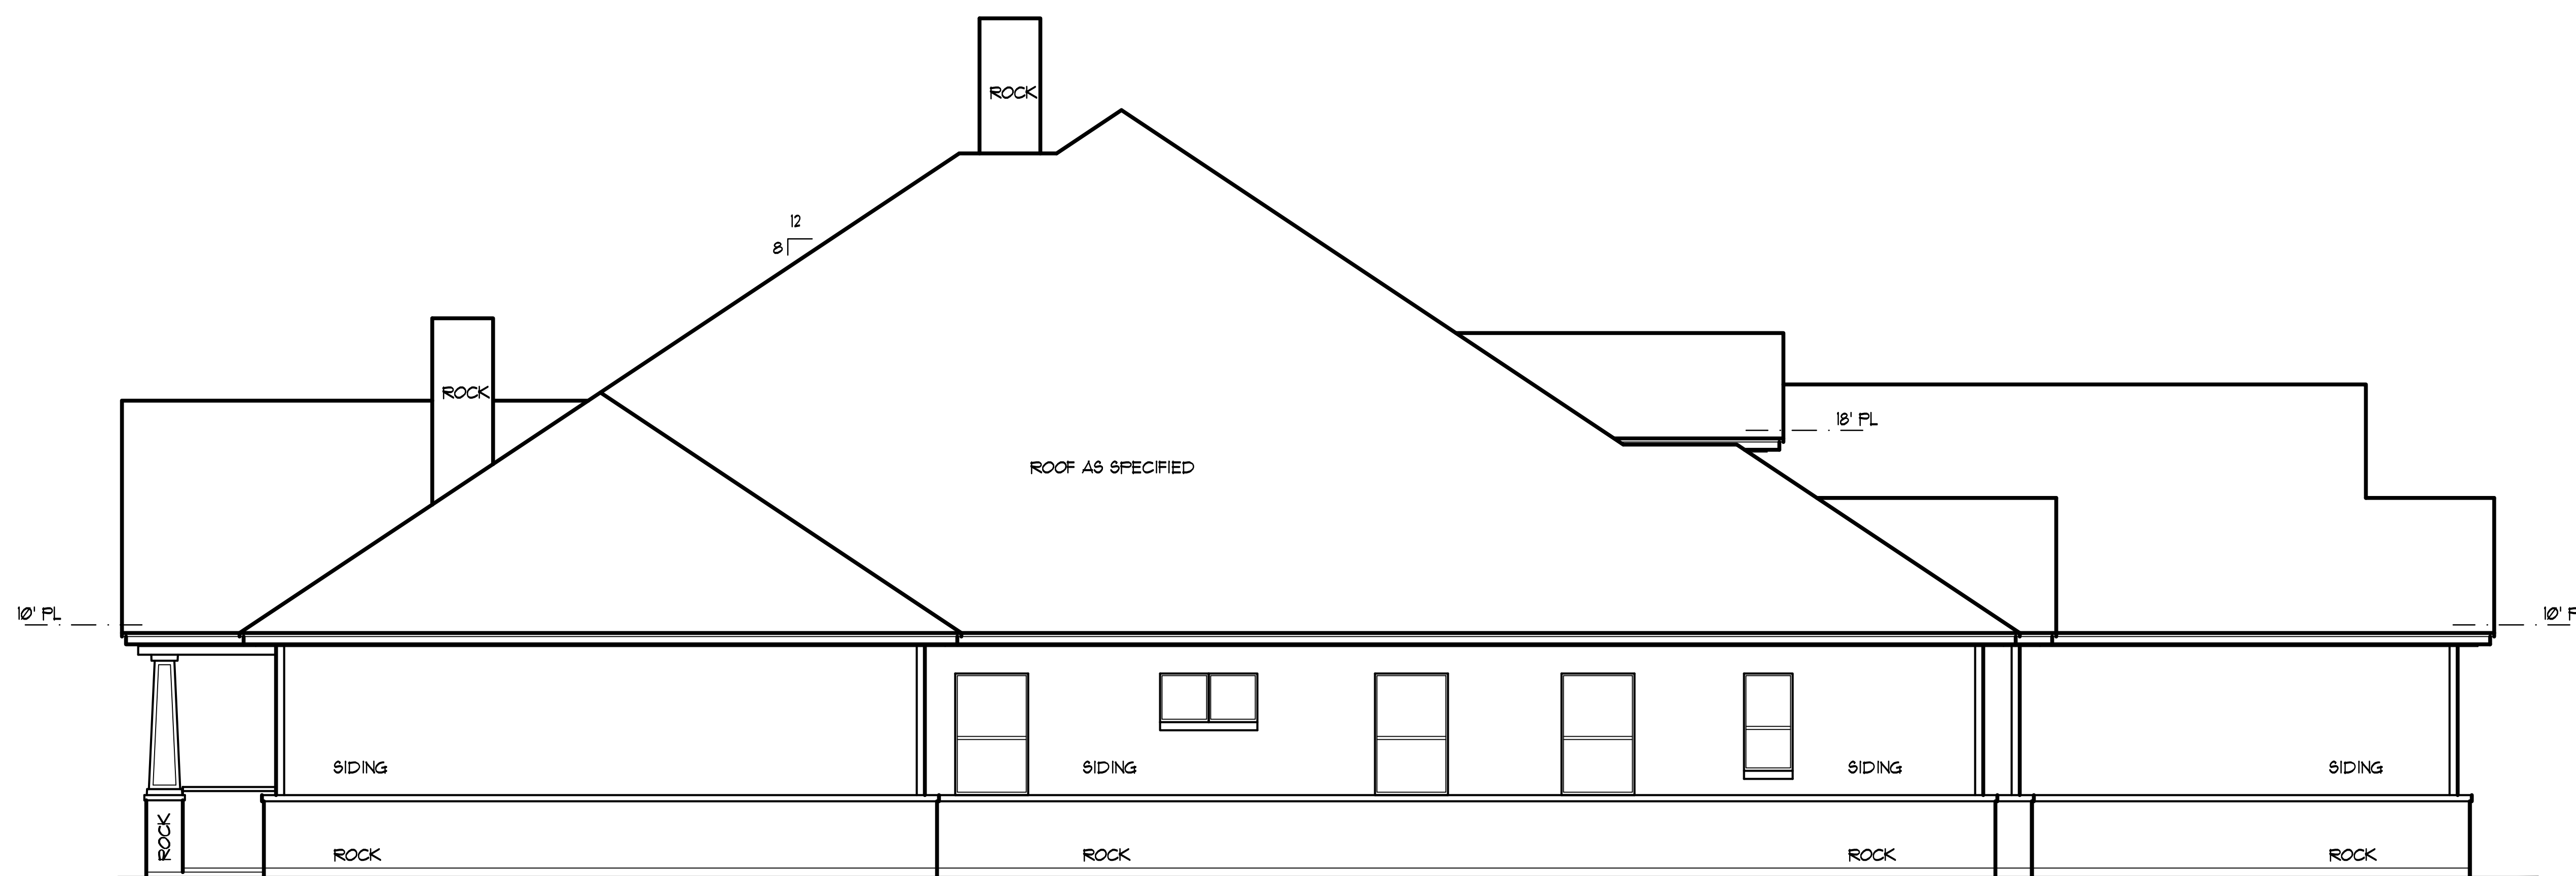 ROCK
12
8
ROCK
18' PL
ROOF AS SPECIFIED
10' PL
10' P
SIDING
SIDING
SIDING
SIDING
ROCK
ROCK
ROCK
ROCK
ROCK